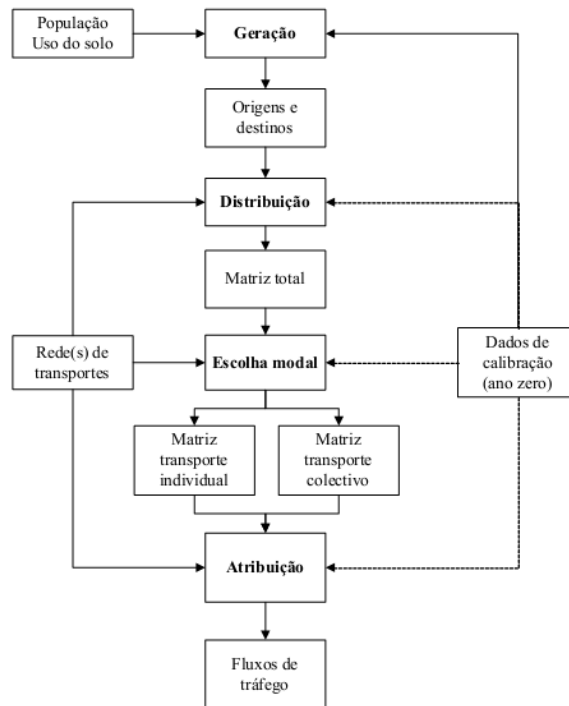 População
Uso do solo
Geração
Origens e
destinos
Distribuição
Matriz total
Rede(s) de
transportes
Escolha modal
Dados de
calibração
(ano zero)
Matriz
transporte
individual
Matriz
transporte
colectivo
Atribuição
Fluxos de
tráfego